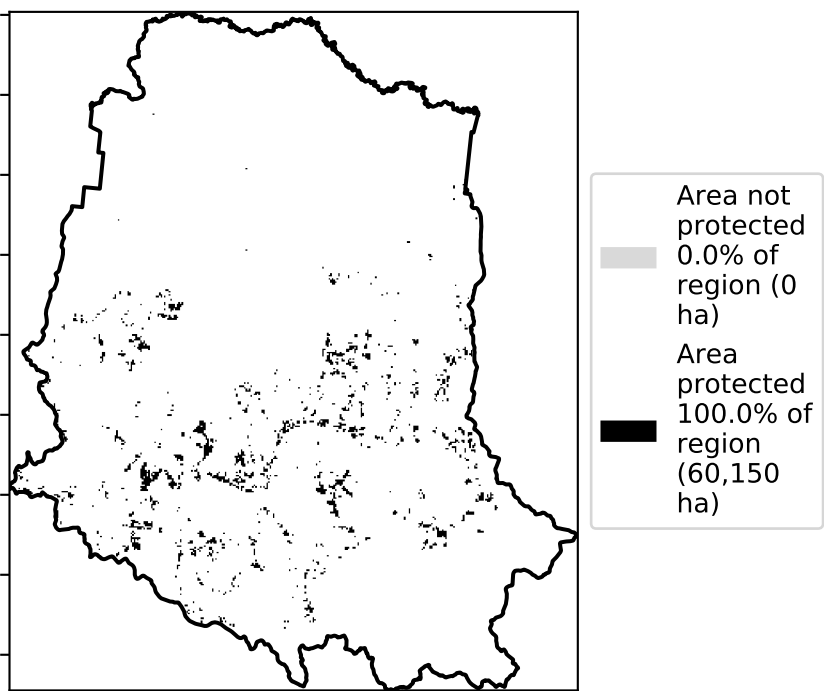 Area not
protected
0.0% of
region (0
ha)
Area
protected
100.0% of
region
(60,150
ha)